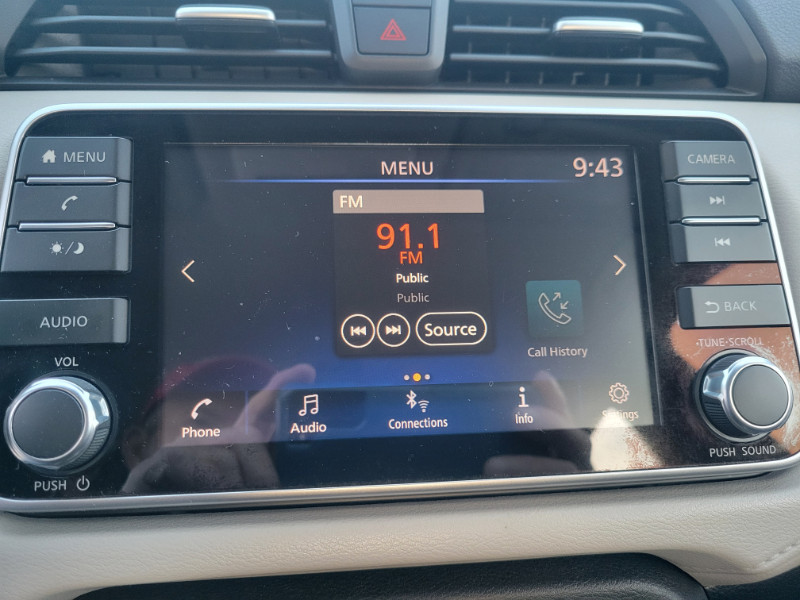 MENU
CAMERA
MENU
9:43
FM
91.1
FM
Public
Public
Source
Call History
AUDIO
BACK
VOL
TUNE·SCROLL
Phone
Audio
Connections
Info
Settings
PUSH
PUSH SOUND